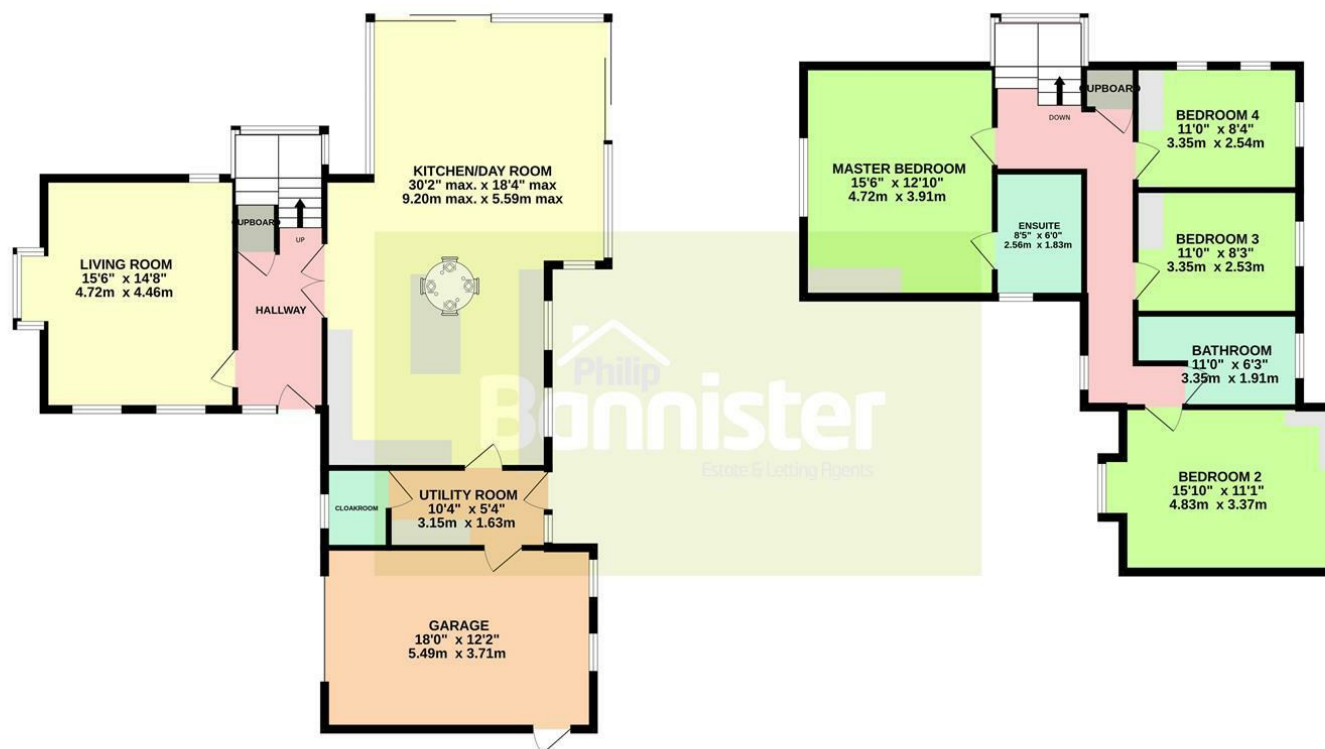 KITCHEN/DAY ROOM
30'2" max. x 18'4" max
9.20m max. x 5.59m max
LIVING ROOM
15'6" x 14'8"
4.72m x 4.46m
UPBOARD
UP
HALLWAY
CLOAKROOM
UTILITY ROOM
10'4" x 5'4"
3.15m x 1.63m
GARAGE
18'0" x 12'2"
5.49m x 3.71m
Philip
Bannister
Estate & Letting Agents
MASTER BEDROOM
15'6" x 12'10"
4.72m x 3.91m
DOWN
CUPBOARD
ENSUITE
8'5" x 6'0"
2.56m x 1.83m
BEDROOM 4
11'0" x 8'4"
3.35m x 2.54m
BEDROOM 3
11'0" x 8'3"
3.35m x 2.53m
BATHROOM
11'0" x 6'3"
3.35m x 1.91m
BEDROOM 2
15'10" x 11'1"
4.83m x 3.37m